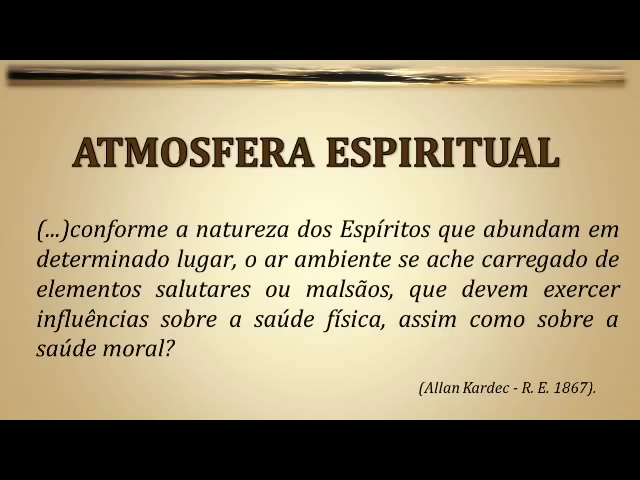 ATMOSFERA ESPIRITUAL
(...)conforme a natureza dos Espíritos que abundam em
determinado lugar, o ar ambiente se ache carregado de
elementos salutares ou malsãos, que devem exercer
influências sobre a saúde física, assim como sobre a
saúde moral?
(Allan Kardec - R. E. 1867).